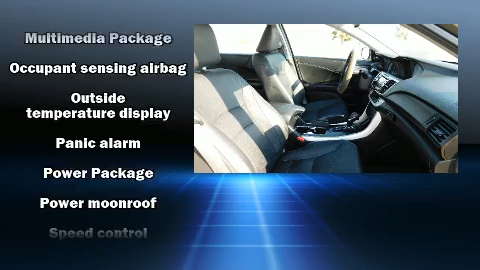 Multimedia Package
Occupant sensing airbag
Outside
temperature display
Panic alarm
Power Package
Power moonroof
Speed control